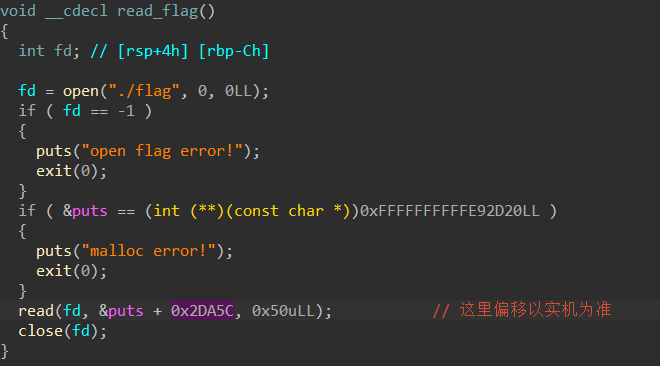 void __cdecl read_flag()
{
  int fd; // [rsp+4h] [rbp-Ch]

  fd = open("./flag", 0, 0LL);
  if ( fd == -1 )
  {
    puts("open flag error!");
    exit(0);
  }
  if ( &puts == (int (**)(const char *))0xFFFFFFFFFFE92D20LL )
  {
    puts("malloc error!");
    exit(0);
  }
  read(fd, &puts + 0x2DA5C, 0x50uLL);            // 这里偏移以实机为准
  close(fd);
}